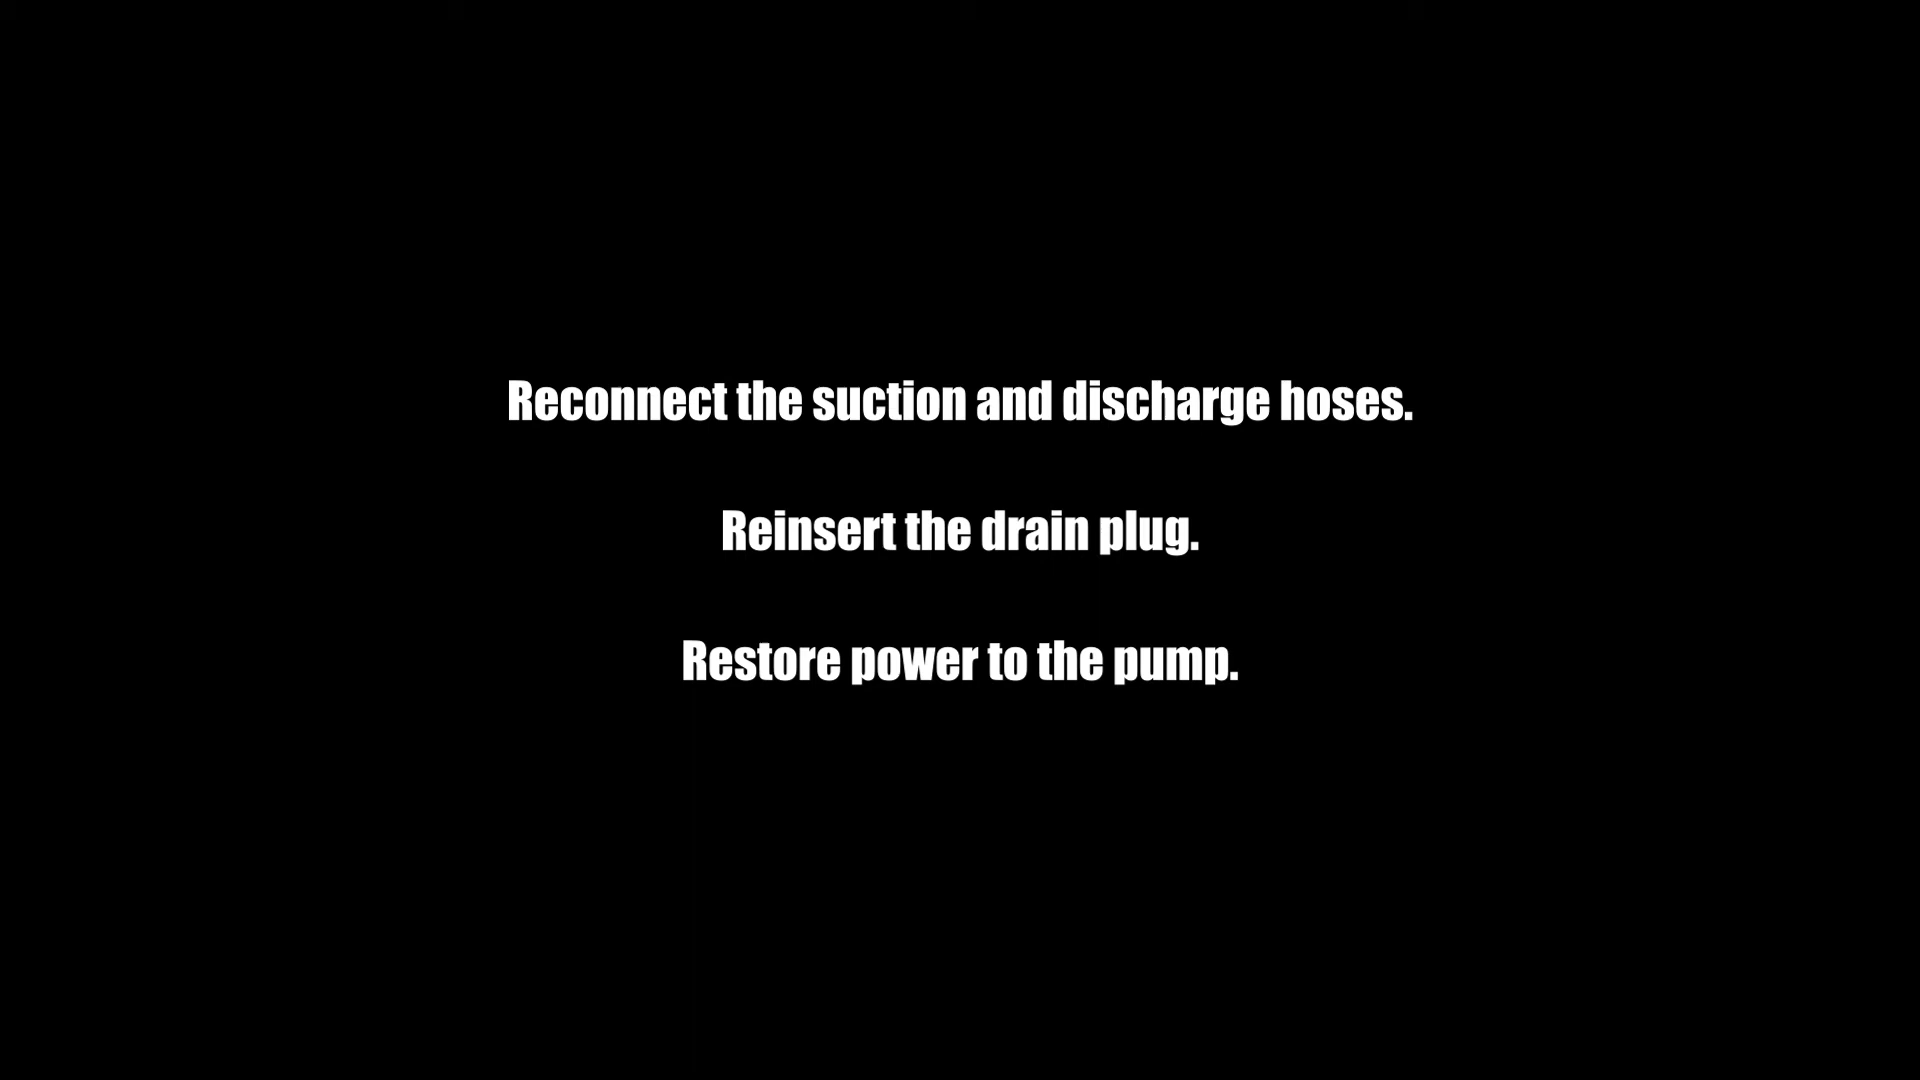 Reconnect the suction and discharge hoses.
Reinsert the drain plug.
Restore power to the pump.